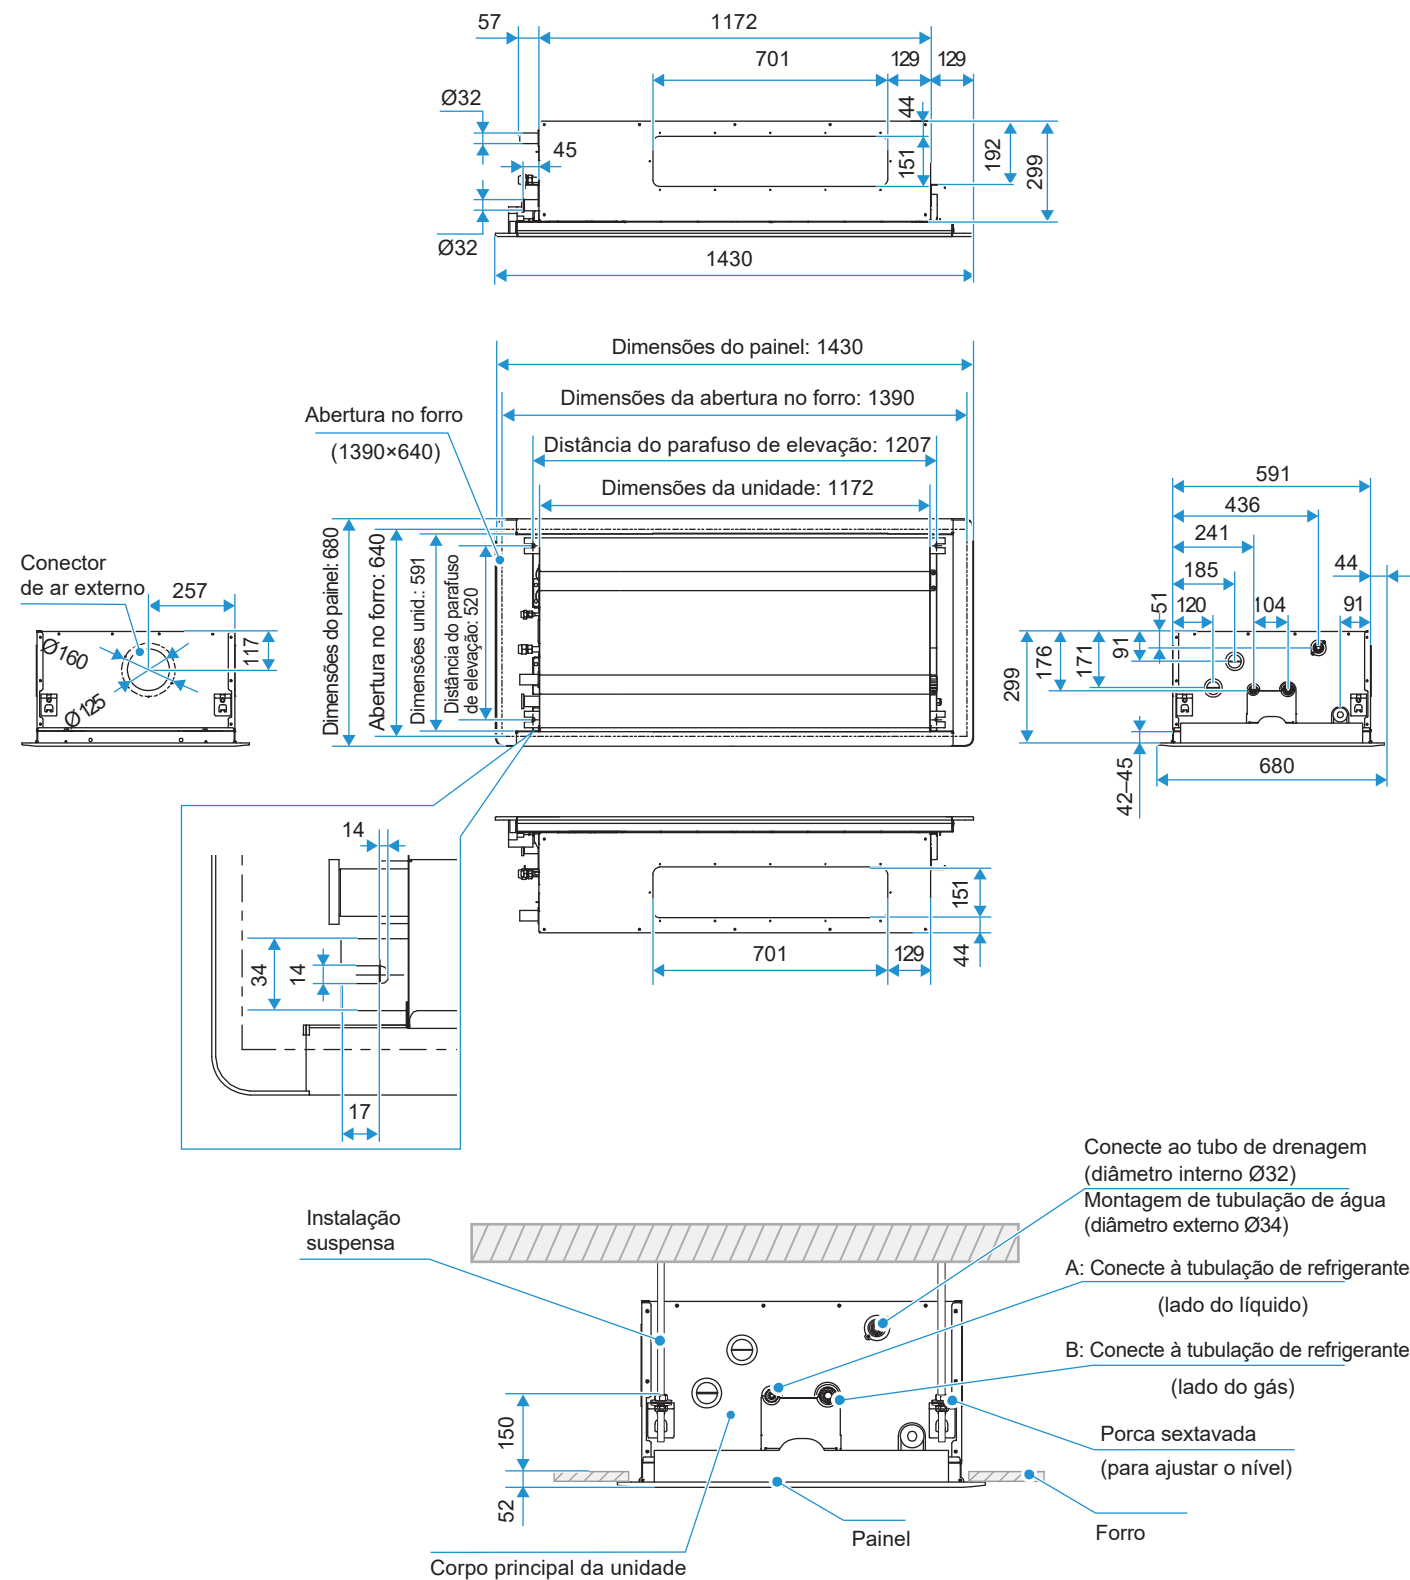 57
1172
701
129
129
Ø32
44
45
151
192
299
Ø32
1430
Dimensões do painel: 1430
Dimensões da abertura no forro: 1390
Abertura no forro
(1390×640)
Distância do parafuso de elevação: 1207
Dimensões da unidade: 1172
Dimensões do painel: 680
Abertura no forro: 640
Dimensões unid.: 591
Distância do parafuso
de elevação: 520
Conector
de ar externo
257
117
Ø160
Ø125
591
436
241
185
44
51
120
104
91
299
176
171
91
42–45
680
14
34
14
17
151
44
701
129
Conecte ao tubo de drenagem
(diâmetro interno Ø32)
Montagem de tubulação de água
(diâmetro externo Ø34)
Instalação
suspensa
A: Conecte à tubulação de refrigerante
(lado do líquido)
B: Conecte à tubulação de refrigerante
(lado do gás)
150
52
Porca sextavada
(para ajustar o nível)
Painel
Forro
Corpo principal da unidade